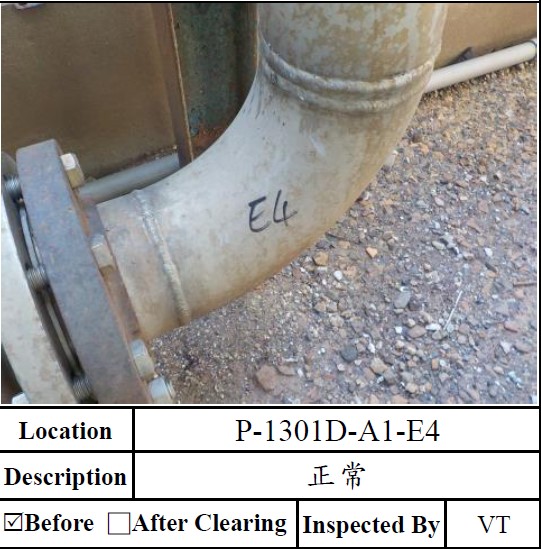 E4
Location P-1301D-A1-E4
Description 正常
☑Before □After Clearing Inspected By VT